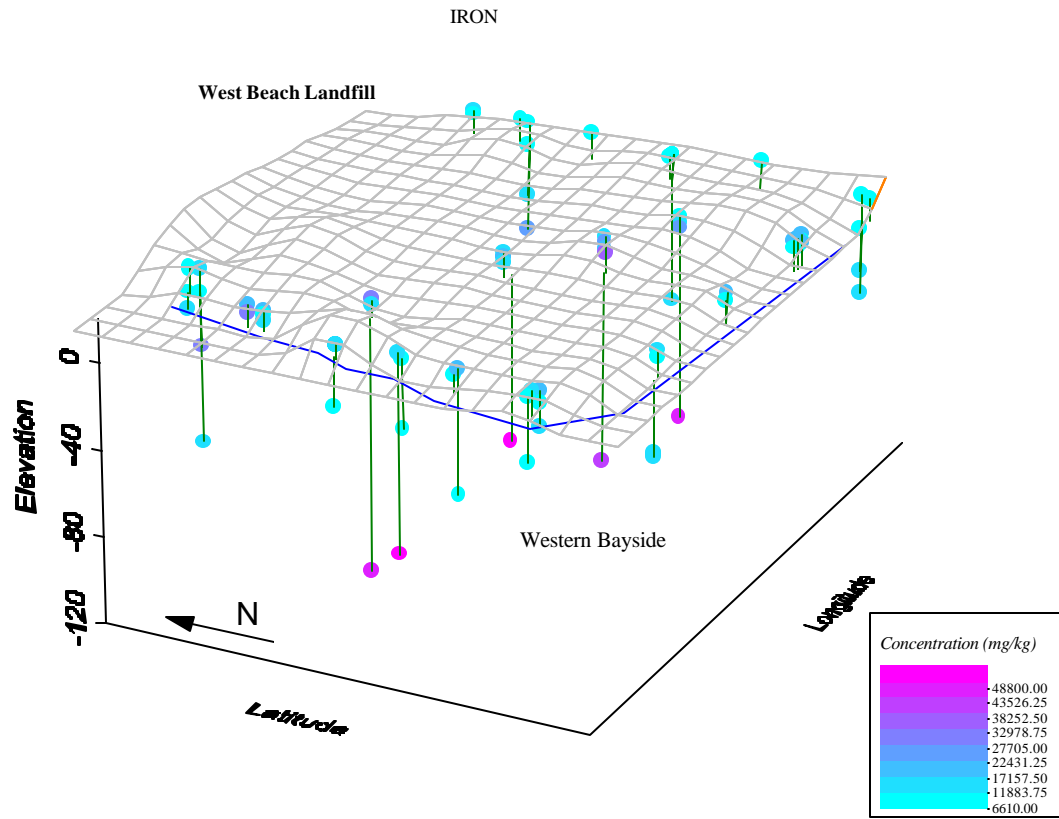 IRON
West Beach Landfill
0
-40
-80
-120
Elevation
Western Bayside
N
Latitude
Longitude
Concentration (mg/kg)
48800.00
43526.25
38252.50
32978.75
27705.00
22431.25
17157.50
11883.75
6610.00